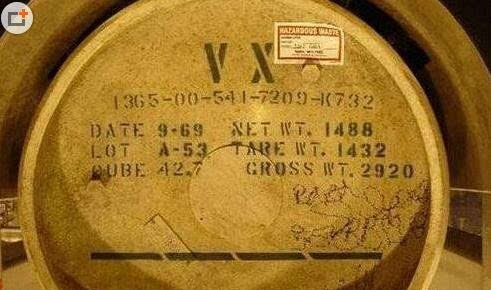 HAZARDOUS WASTE
V X
1365-00-541-7209-K732
DATE 9-69 NET WT. 1488
LOT A-53 TARE WT. 1432
CUBE 42.7 GROSS WT. 2920